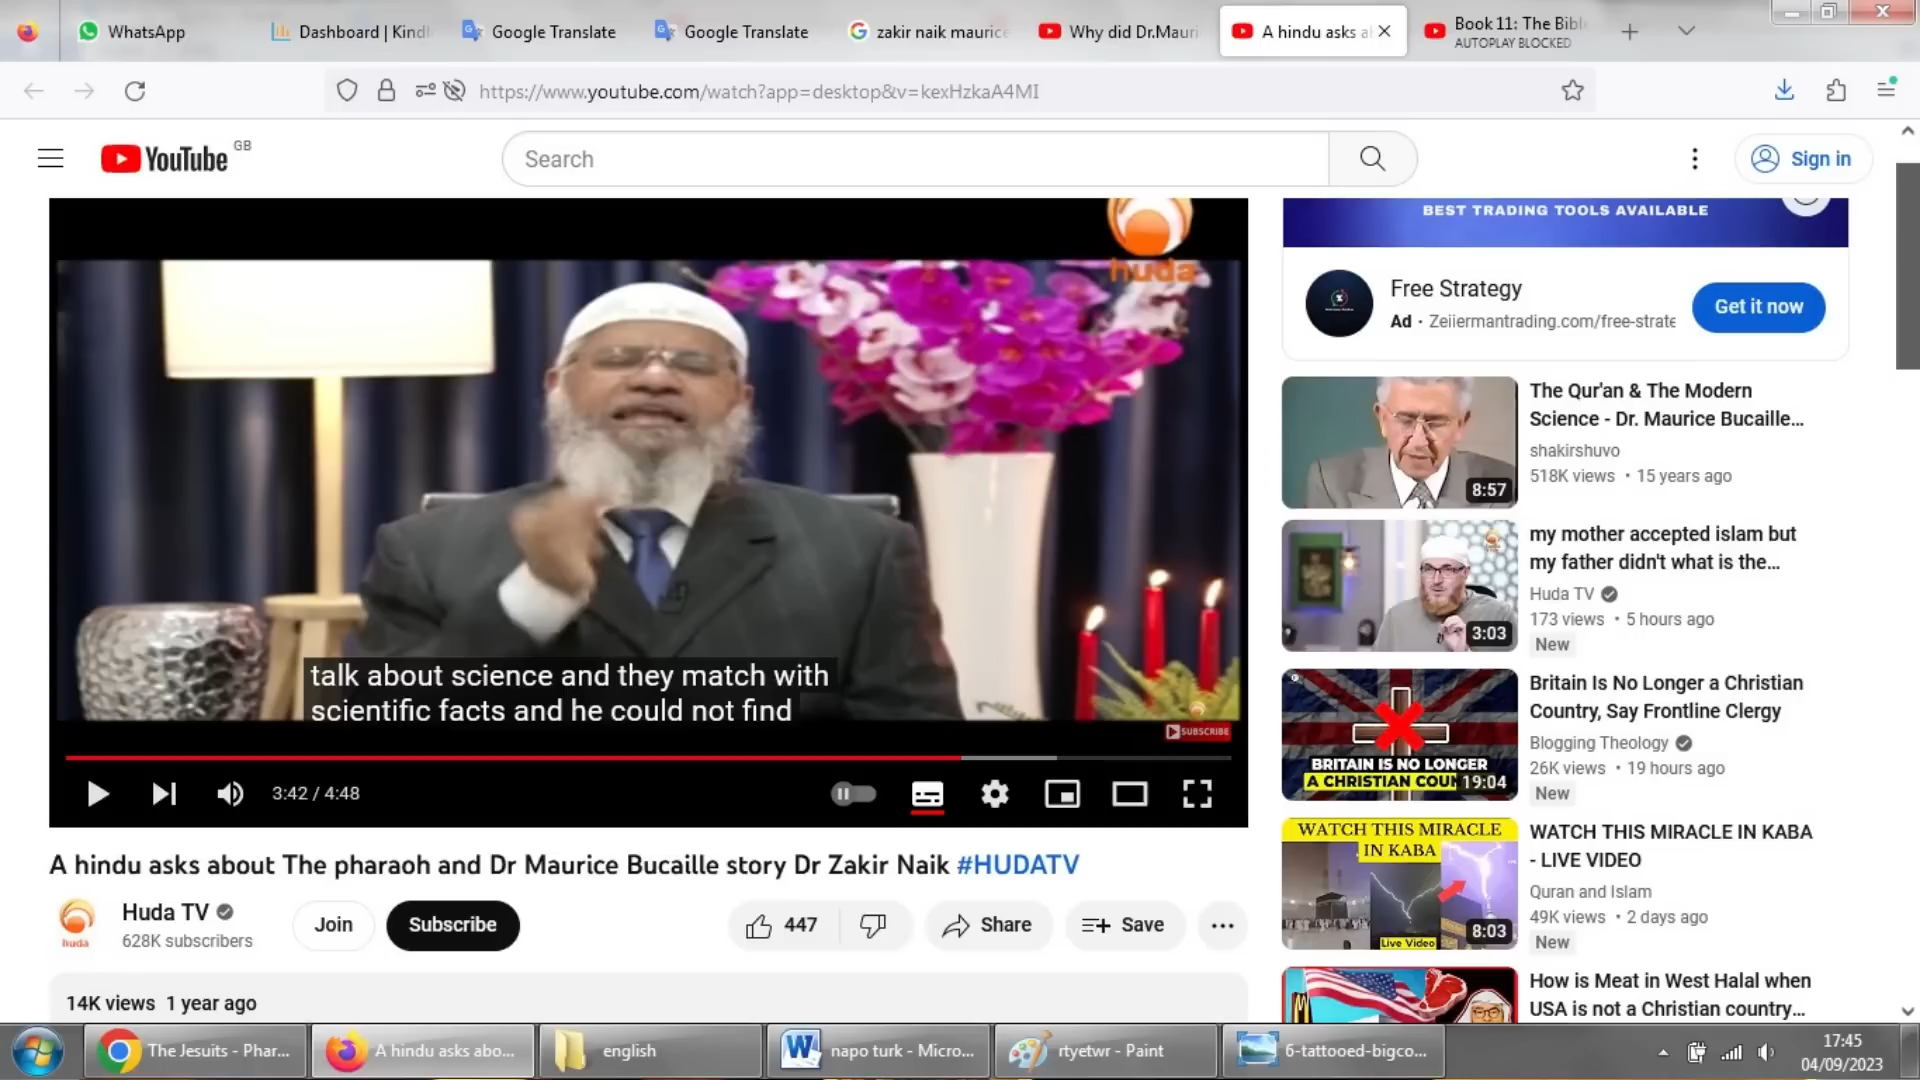 WhatsApp
Dashboard | Kindl
Google Translate
Google Translate
zakir naik maurice
Why did Dr.Mauri
A hindu asks a
Book 11: The Bibl
AUTOPLAY BLOCKED
https://www.youtube.com/watch?app=desktop&v=kexHzkaA4MI
YouTube GB
Search
Sign in
BEST TRADING TOOLS AVAILABLE
huda
Free Strategy
Ad · Zeiiermantrading.com/free-strate
Get it now
talk about science and they match with
scientific facts and he could not find
SUBSCRIBE
3:42 / 4:48
The Qur'an & The Modern
Science - Dr. Maurice Bucaille...
shakirshuvo
518K views • 15 years ago
8:57
my mother accepted islam but
my father didn't what is the...
Huda TV
173 views • 5 hours ago
3:03
New
Britain Is No Longer a Christian
Country, Say Frontline Clergy
Blogging Theology
26K views • 19 hours ago
BRITAIN IS NO LONGER
A CHRISTIAN COUN
19:04
New
WATCH THIS MIRACLE
IN KABA
WATCH THIS MIRACLE IN KABA
- LIVE VIDEO
Quran and Islam
49K views • 2 days ago
Live Video
8:03
New
How is Meat in West Halal when
USA is not a Christian country...
A hindu asks about The pharaoh and Dr Maurice Bucaille story Dr Zakir Naik #HUDATV
huda
Huda TV
628K subscribers
Join
Subscribe
447
Share
Save
14K views 1 year ago
The Jesuits - Phar...
A hindu asks abo...
english
napo turk - Micro...
rtyetwr - Paint
6-tattooed-bigco...
17:45
04/09/2023